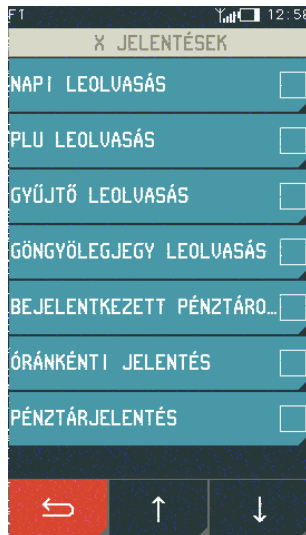 F1 12:58
X JELENTÉSEK
NAPI LEOLVASÁS
PLU LEOLVASÁS
GYŰJTŐ LEOLVASÁS
GÖNGYÖLEGJEGY LEOLVASÁS
BEJELENTKEZETT PÉNZTÁRO…
ÓRÁNKÉNTI JELENTÉS
PÉNZTÁRJELENTÉS